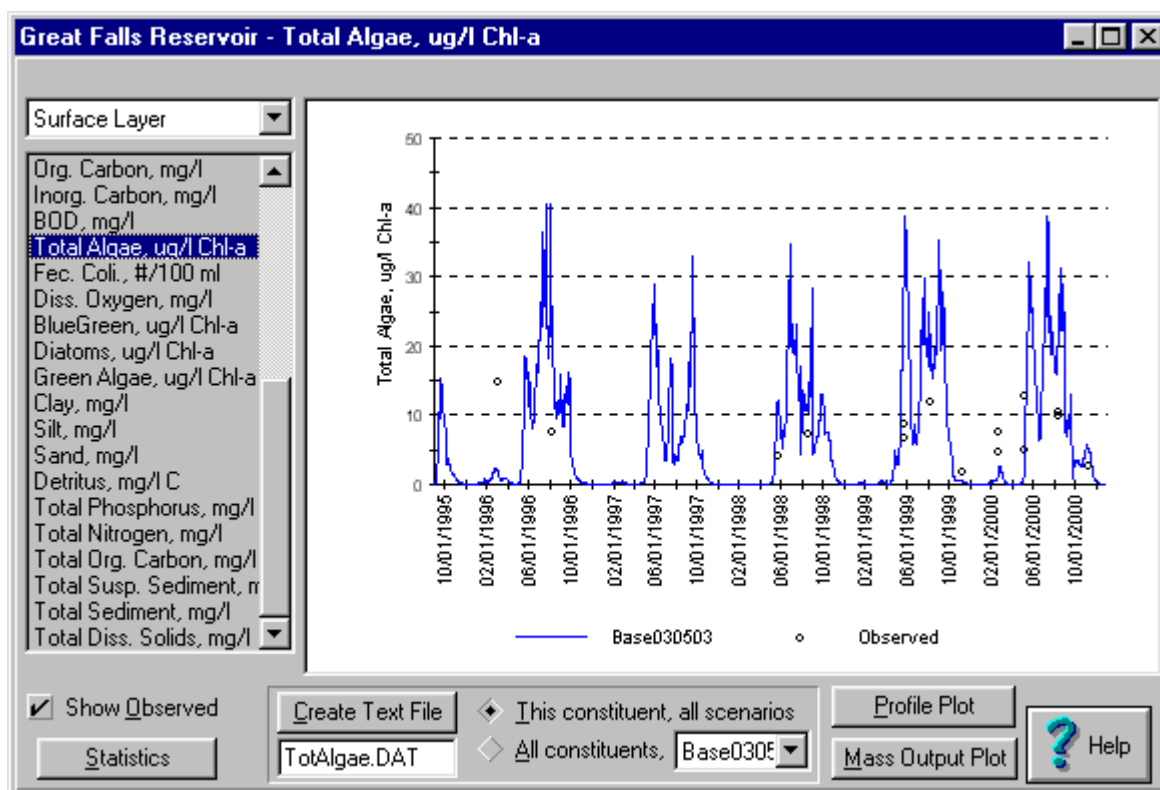 Great Falls Reservoir - Total Algae, ug/l Chl-a
Surface Layer
Org. Carbon, mg/l
Inorg. Carbon, mg/l
BOD, mg/l
Total Algae, ug/l Chl-a
Fec. Coli., #/100 ml
Diss. Oxygen, mg/l
BlueGreen, ug/l Chl-a
Diatoms, ug/l Chl-a
Green Algae, ug/l Chl-a
Clay, mg/l
Silt, mg/l
Sand, mg/l
Detritus, mg/l C
Total Phosphorus, mg/l
Total Nitrogen, mg/l
Total Org. Carbon, mg/l
Total Susp. Sediment, m
Total Sediment, mg/l
Total Diss. Solids, mg/l
Total Algae, ug/l Chl-a
50
40
30
20
10
0
10/01/1995
02/01/1996
06/01/1996
10/01/1996
02/01/1997
06/01/1997
10/01/1997
02/01/1998
06/01/1998
10/01/1998
02/01/1999
06/01/1999
10/01/1999
02/01/2000
06/01/2000
10/01/2000
Base030503
Observed
Show Observed
Statistics
Create Text File
TotAlgae.DAT
This constituent, all scenarios
All constituents,
Base0305
Profile Plot
Mass Output Plot
? Help